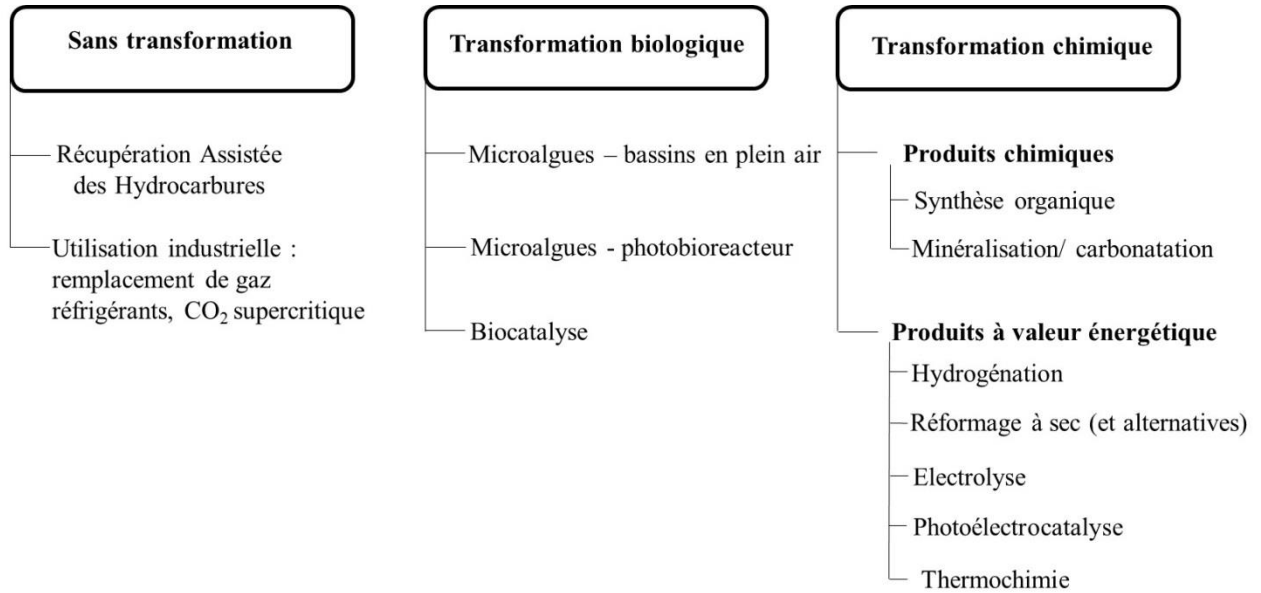 Sans transformation
Récupération Assistée
des Hydrocarbures
Utilisation industrielle :
remplacement de gaz
réfrigérants, CO₂ supercritique
Transformation biologique
Microalgues – bassins en plein air
Microalgues - photobioreacteur
Biocatalyse
Transformation chimique
Produits chimiques
Synthèse organique
Minéralisation/ carbonatation
Produits à valeur énergétique
Hydrogénation
Réformage à sec (et alternatives)
Electrolyse
Photoélectrocatalyse
Thermochimie